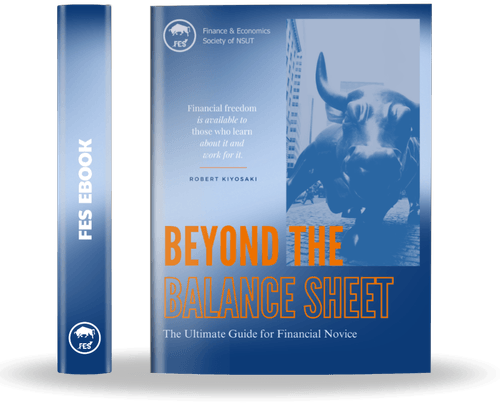 FES EBOOK
FES
FES
Finance & Economics
Society of NSUT
Financial freedom
is available to
those who learn
about it and
work for it.
ROBERT KIYOSAKI
BEYOND THE
BALANCE SHEET
The Ultimate Guide for Financial Novice